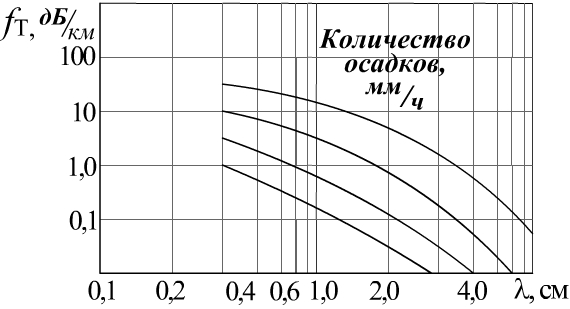 fТ, дБ/км
Количество
осадков,
мм/ч
100
10
1,0
0,1
0,1 0,2 0,4 0,6 1,0 2,0 4,0 λ, см